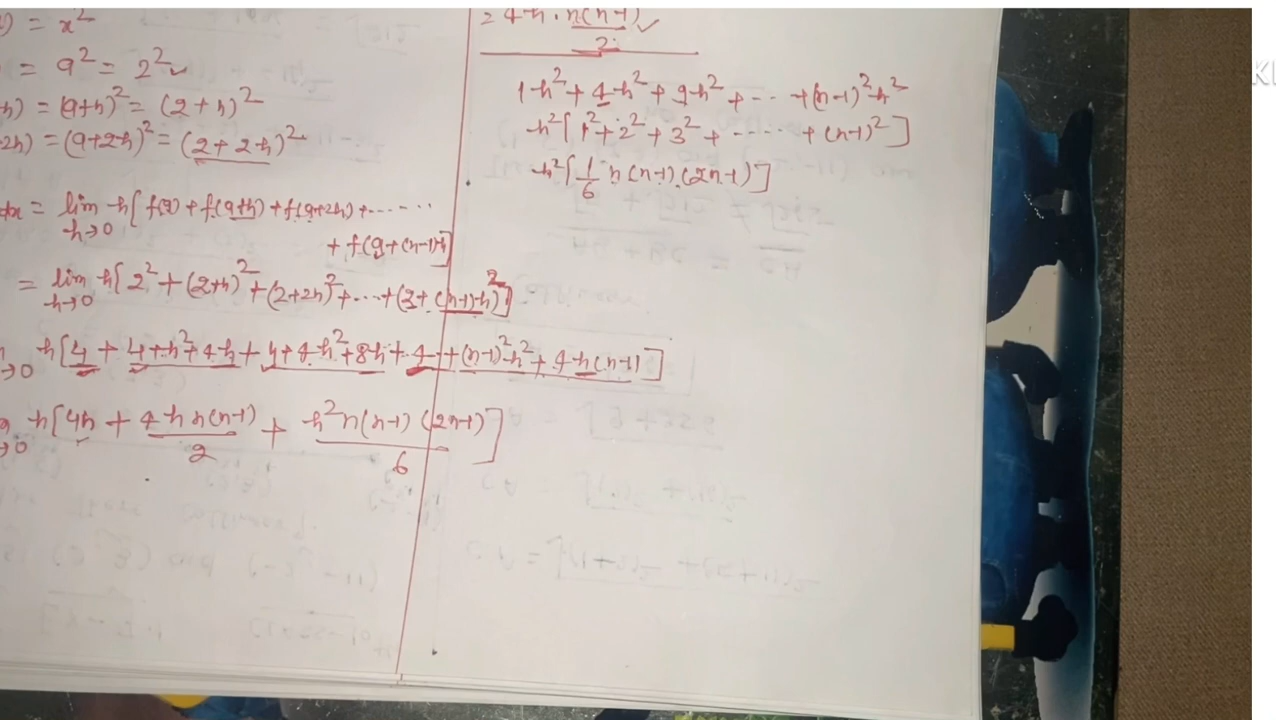 ) = x²
= a² = 2²
h) = (a+h)² = (2+h)²
2h) = (a+2h)² = (2+2h)²
dx = lim h[f(a) + f(a+h) + f(a+2h) + ......
h→0
+ f(a+(n-1)h]
= lim h[2² + (2+h)² + (2+2h)² + ... + (2+(n-1)h)²]
h→0
h[4 + 4+h²+4h + 4+4h²+8h + 4 + (n-1)²h² + 4h(n-1)]
→0
h[4n + 4h n(n-1)/2 + h²n(n-1)(2n-1)/6]
→0
= 4h · n(n-1)/2
1h² + 4h² + 9h² + ... + (n-1)²h²
h²[1² + 2² + 3² + ..... + (n-1)²]
h²[1/6 n(n-1)(2n-1)]